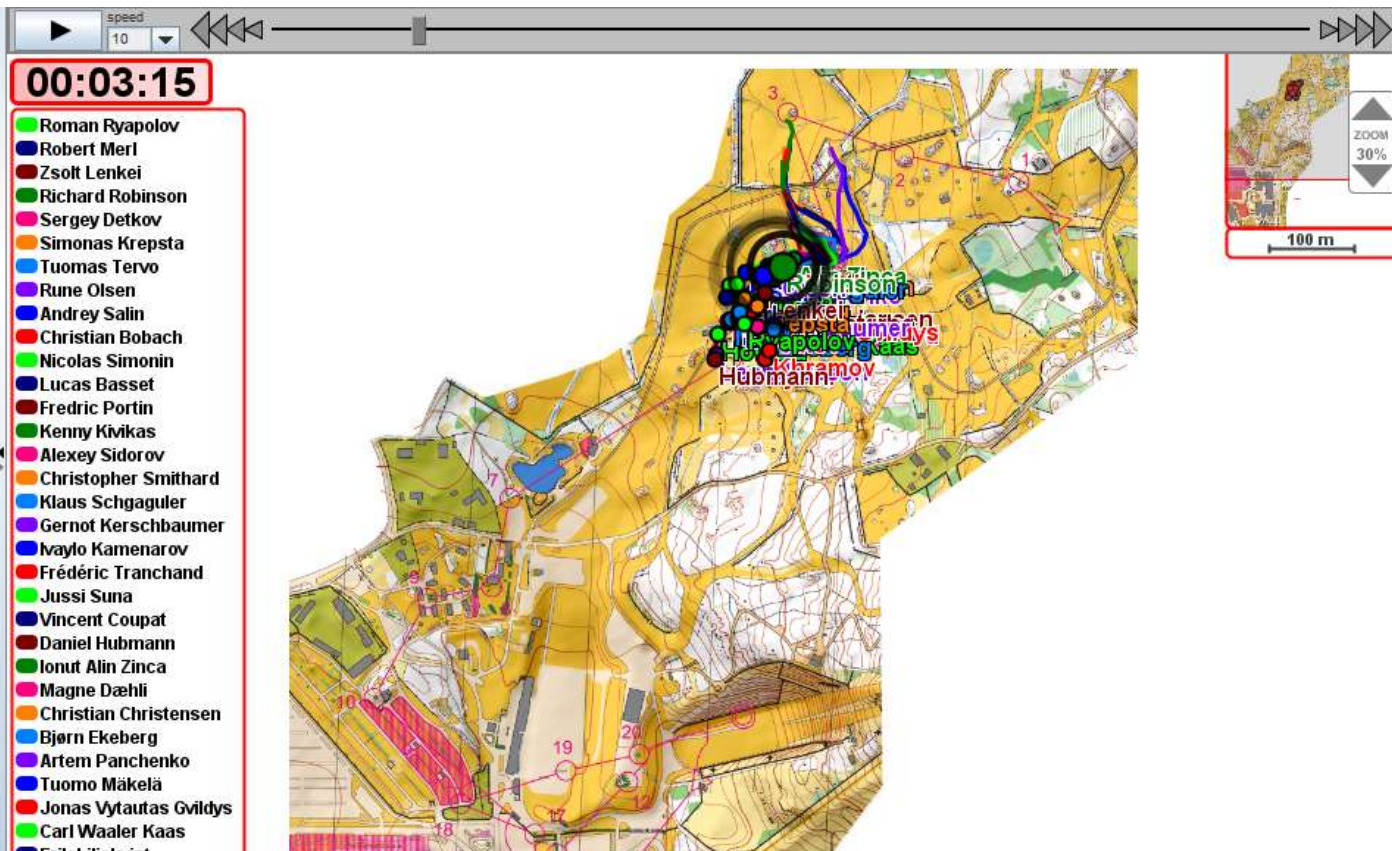 speed
10
00:03:15
ZOOM
30%
100 m
Roman Ryapolov
Robert Merl
Zsolt Lenkei
Richard Robinson
Sergey Detkov
Simonas Krepsta
Tuomas Tervo
Rune Olsen
Andrey Salin
Christian Bobach
Nicolas Simonin
Lucas Basset
Fredric Portin
Kenny Kivikas
Alexey Sidorov
Christopher Smithard
Klaus Schgaguler
Gernot Kerschbaumer
Ivaylo Kamenarov
Frédéric Tranchand
Jussi Suna
Vincent Coupat
Daniel Hubmann
Ionut Alin Zinca
Magne Dæhli
Christian Christensen
Bjørn Ekeberg
Artem Panchenko
Tuomo Mäkelä
Jonas Vytautas Gvildys
Carl Waaler Kaas
3
1
2
Zinca
Robinson
Lenkei
Ryapolov
Kaas
Khramov
Hubmann
7
9
10
19
20
12
17
18